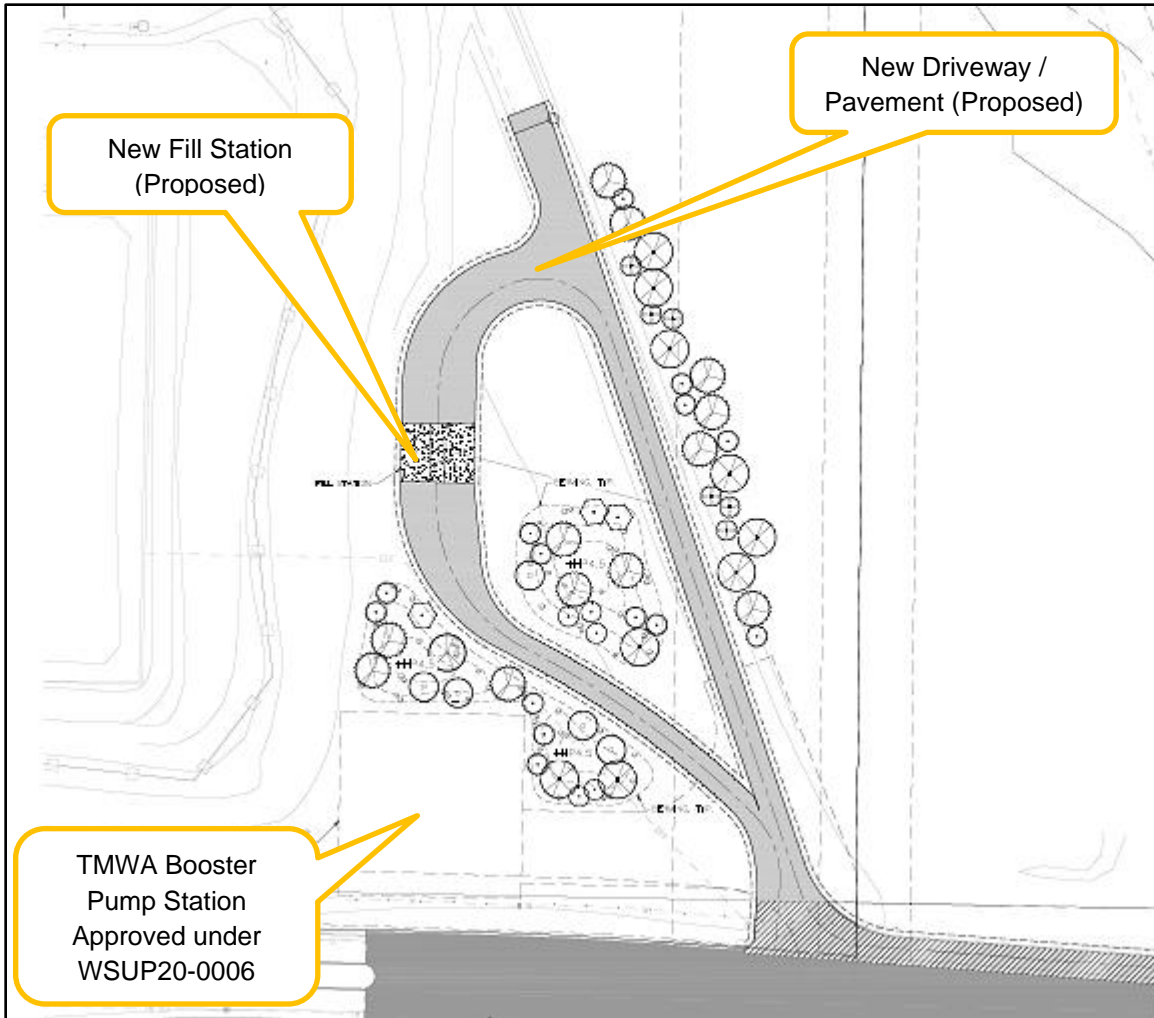 New Driveway /
Pavement (Proposed)
New Fill Station
(Proposed)
FILL STATION
TMWA Booster
Pump Station
Approved under
WSUP20-0006